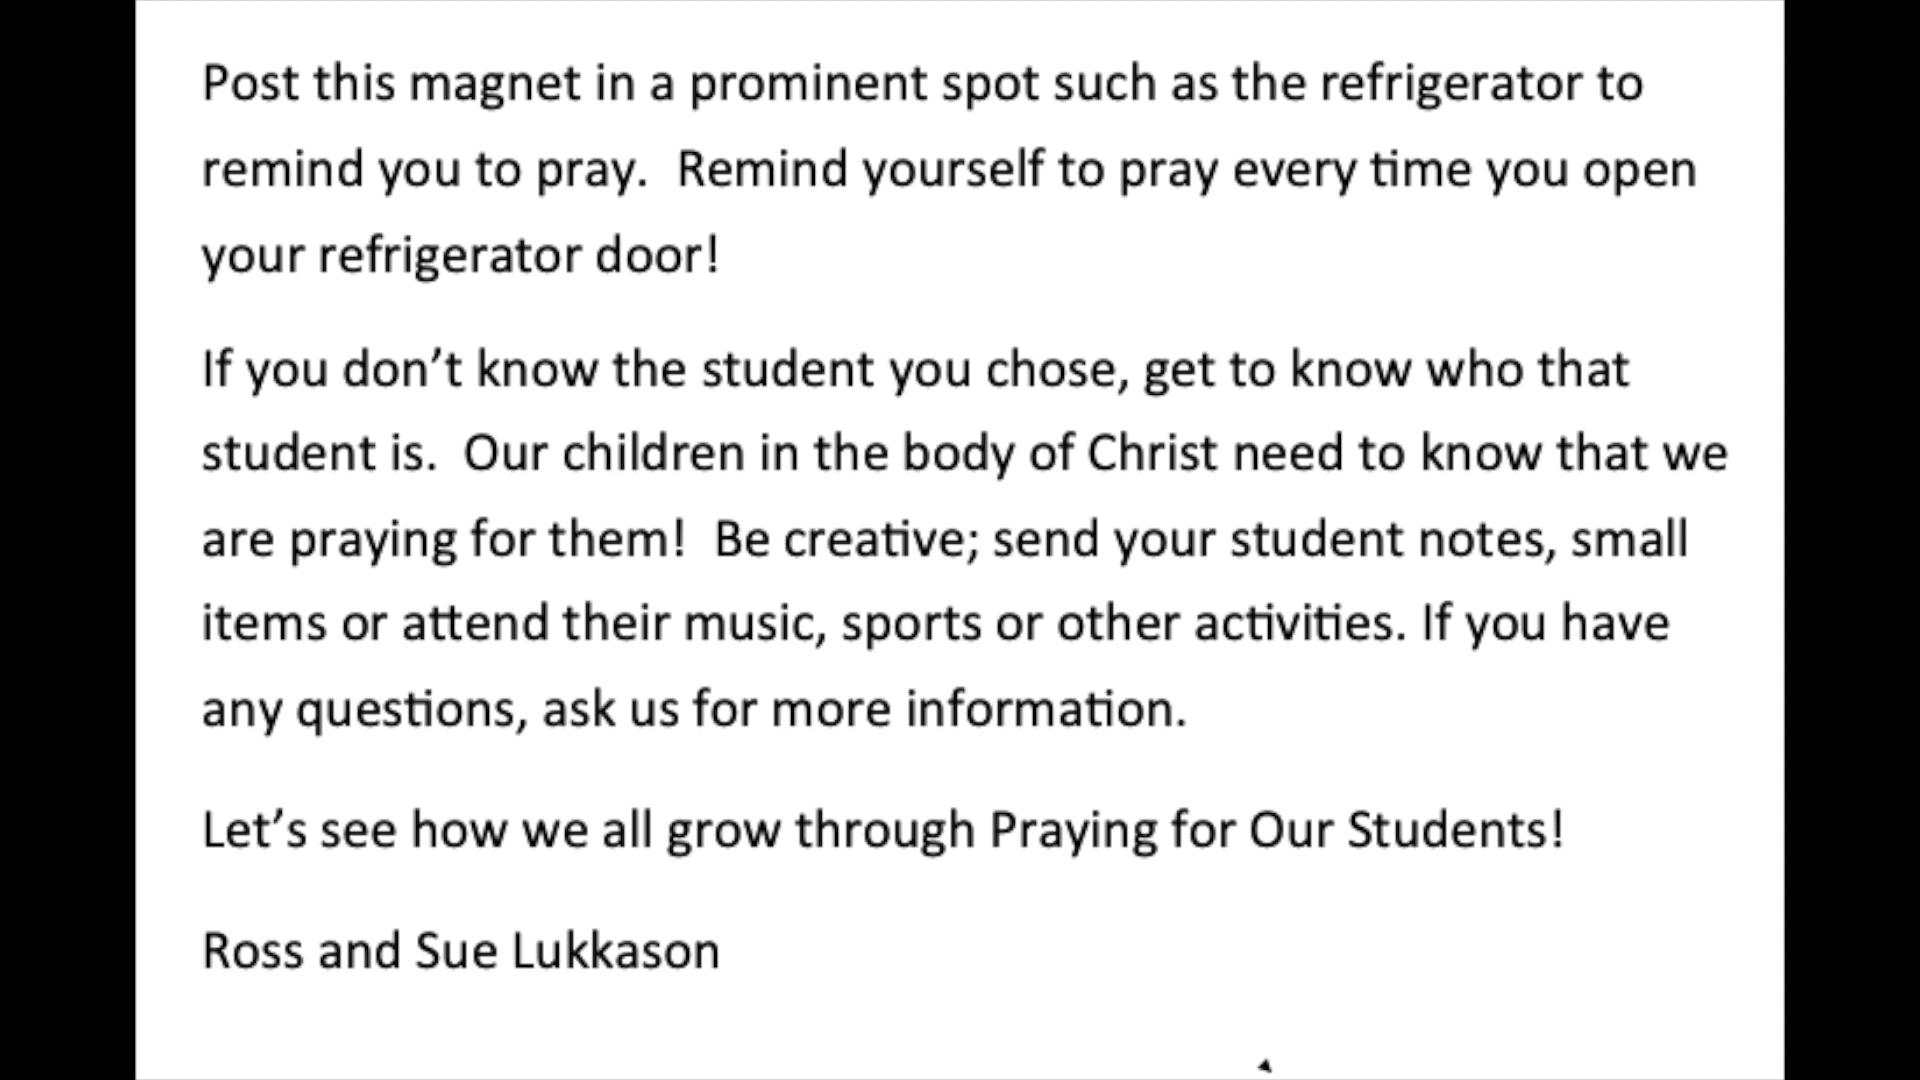 Post this magnet in a prominent spot such as the refrigerator to
remind you to pray.  Remind yourself to pray every time you open
your refrigerator door!
If you don’t know the student you chose, get to know who that
student is.  Our children in the body of Christ need to know that we
are praying for them!  Be creative; send your student notes, small
items or attend their music, sports or other activities. If you have
any questions, ask us for more information.
Let’s see how we all grow through Praying for Our Students!
Ross and Sue Lukkason